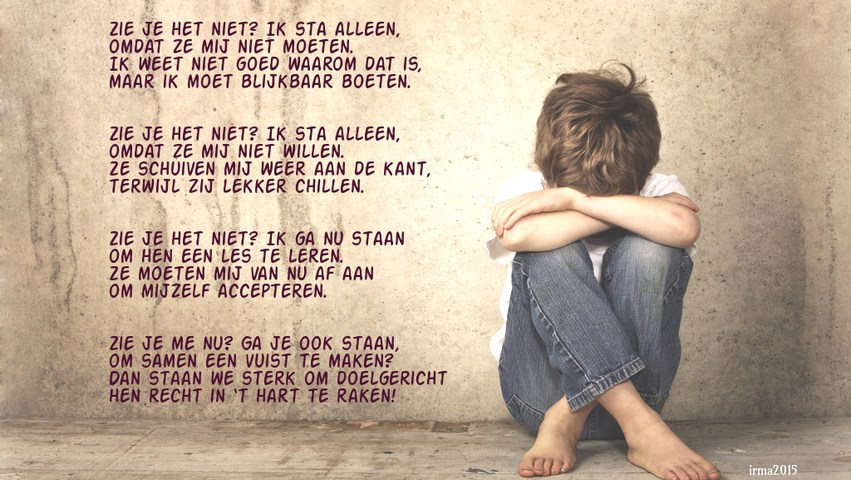 ZIE JE HET NIET? IK STA ALLEEN,
OMDAT ZE MIJ NIET MOETEN.
IK WEET NIET GOED WAAROM DAT IS,
MAAR IK MOET BLIJKBAAR BOETEN.
ZIE JE HET NIET? IK STA ALLEEN,
OMDAT ZE MIJ NIET WILLEN.
ZE SCHUIVEN MIJ WEER AAN DE KANT,
TERWIJL ZIJ LEKKER CHILLEN.
ZIE JE HET NIET? IK GA NU STAAN
OM HEN EEN LES TE LEREN.
ZE MOETEN MIJ VAN NU AF AAN
OM MIJZELF ACCEPTEREN.
ZIE JE ME NU? GA JE OOK STAAN,
OM SAMEN EEN VUIST TE MAKEN?
DAN STAAN WE STERK OM DOELGERICHT
HEN RECHT IN 'T HART TE RAKEN!
irma2015